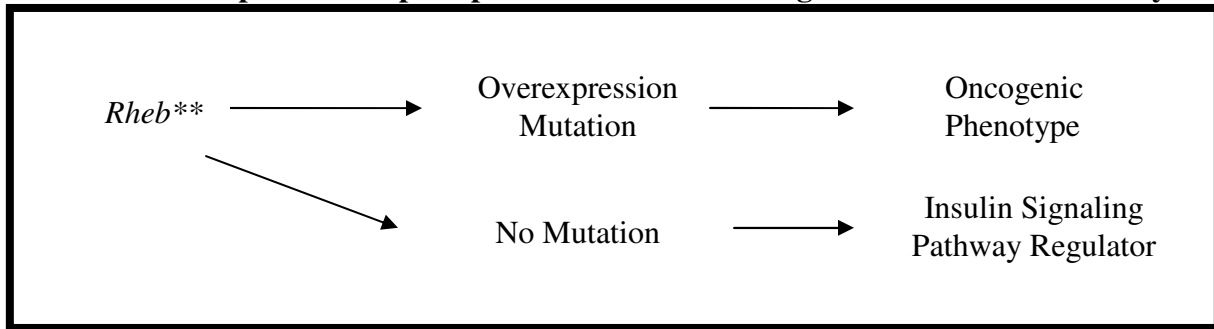 Rheb**
Overexpression
Mutation
Oncogenic
Phenotype
No Mutation
Insulin Signaling
Pathway Regulator